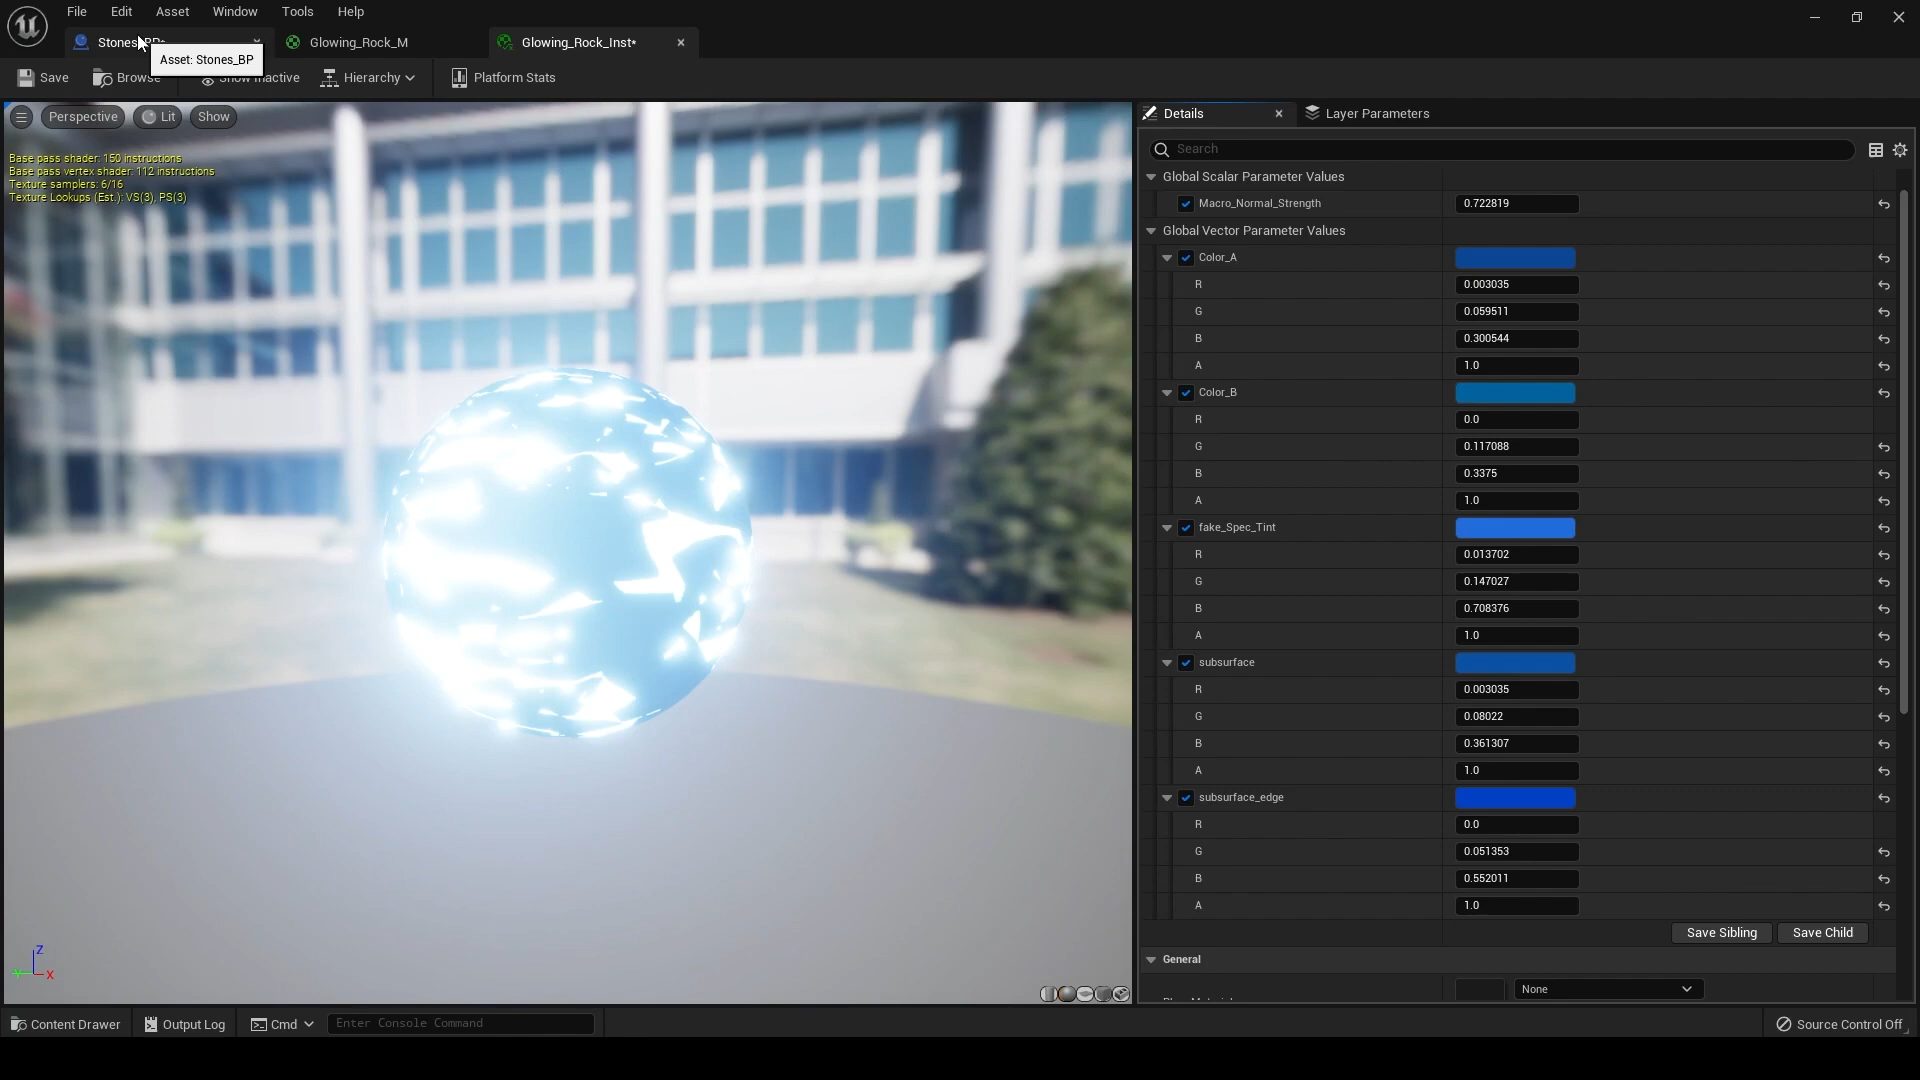 File Edit Asset Window Tools Help
Stones_BP* Glowing_Rock_M Glowing_Rock_Inst*
Asset: Stones_BP
Save Browse Show Inactive Hierarchy Platform Stats
Perspective Lit Show
Base pass shader: 150 instructions
Base pass vertex shader: 112 instructions
Texture samplers: 6/16
Texture Lookups (Est.): VS(3), PS(3)
Z
X
Details Layer Parameters
Search
Global Scalar Parameter Values
Macro_Normal_Strength 0.722819
Global Vector Parameter Values
Color_A
R 0.003035
G 0.059511
B 0.300544
A 1.0
Color_B
R 0.0
G 0.117088
B 0.3375
A 1.0
fake_Spec_Tint
R 0.013702
G 0.147027
B 0.708376
A 1.0
subsurface
R 0.003035
G 0.08022
B 0.361307
A 1.0
subsurface_edge
R 0.0
G 0.051353
B 0.552011
A 1.0
Save Sibling Save Child
General
None
Content Drawer Output Log Cmd Enter Console Command Source Control Off